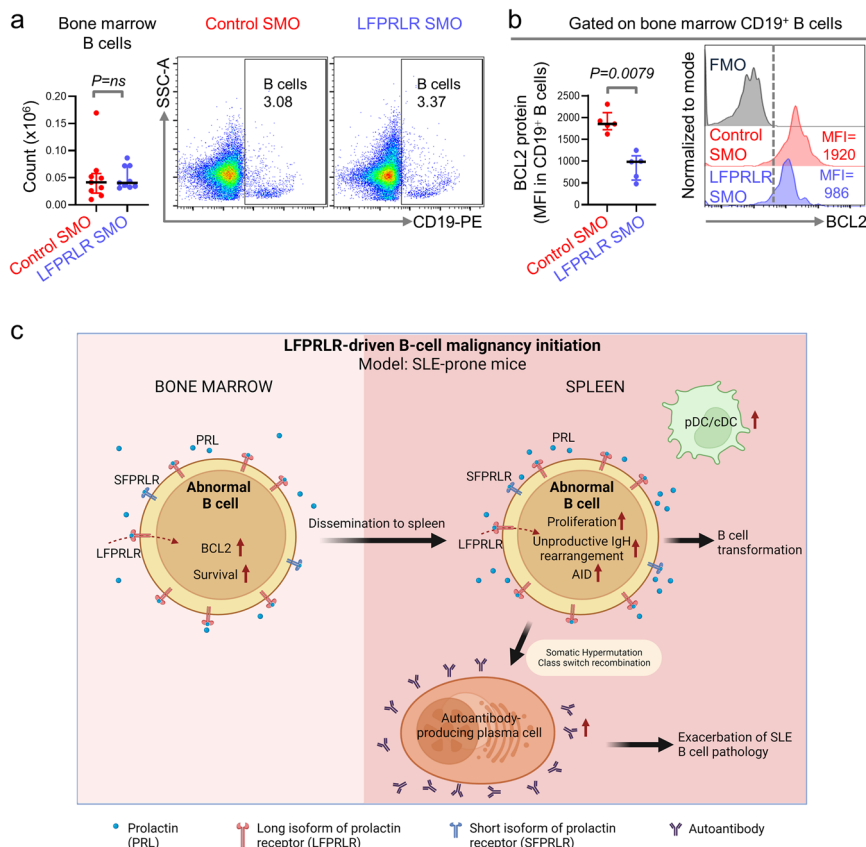 a
Bone marrow
B cells
P=ns
Count (x10⁶)
0.20
0.15
0.10
0.05
0.00
Control SMO
LFPRLR SMO
Control SMO
LFPRLR SMO
SSC-A
B cells
3.08
B cells
3.37
CD19-PE
b
Gated on bone marrow CD19⁺ B cells
P=0.0079
BCL2 protein
(MFI in CD19⁺ B cells)
2500
2000
1500
1000
500
0
Control SMO
LFPRLR SMO
Normalized to mode
FMO
Control
SMO
MFI=
1920
LFPRLR
SMO
MFI=
986
BCL2
c
LFPRLR-driven B-cell malignancy initiation
Model: SLE-prone mice
BONE MARROW
SPLEEN
pDC/cDC
PRL
SFPRLR
Abnormal
B cell
BCL2
Survival
LFPRLR
Dissemination to spleen
PRL
SFPRLR
Abnormal
B cell
Proliferation
Unproductive IgH
rearrangement
AID
LFPRLR
B cell
transformation
Somatic Hypermutation
Class switch recombination
Autoantibody-
producing plasma cell
Exacerbation of SLE
B cell pathology
Prolactin
(PRL)
Long isoform of prolactin
receptor (LFPRLR)
Short isoform of prolactin
receptor (SFPRLR)
Autoantibody